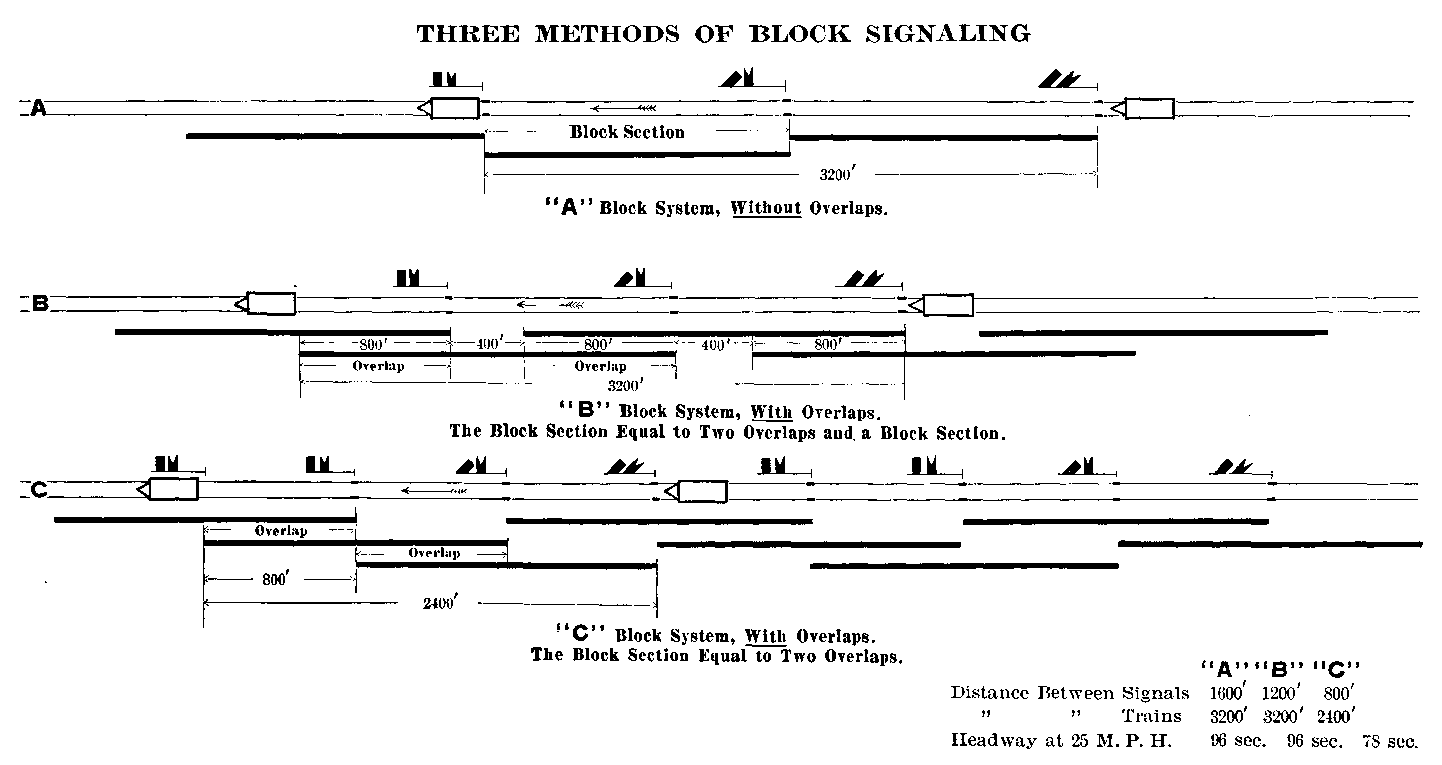 THREE METHODS OF BLOCK SIGNALING
A
Block Section
3200'
"A" Block System, Without Overlaps.
B
800' 400' 800' 400' 800'
Overlap Overlap
3200'
"B" Block System, With Overlaps.
The Block Section Equal to Two Overlaps and a Block Section.
C
Overlap
Overlap
800'
2400'
"C" Block System, With Overlaps.
The Block Section Equal to Two Overlaps.
"A" "B" "C"
Distance Between Signals 1600' 1200' 800'
" " Trains 3200' 3200' 2400'
Headway at 25 M. P. H. 96 sec. 96 sec. 78 sec.